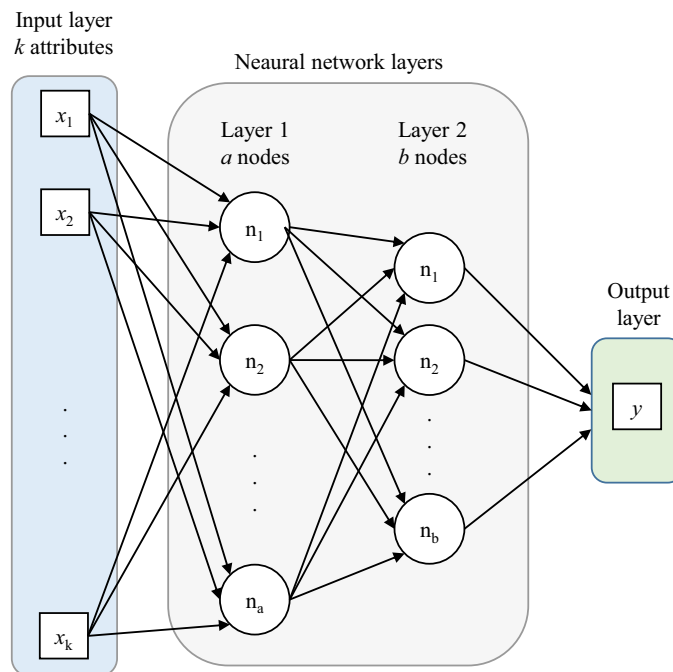 Input layer
k attributes
Neaural network layers
Layer 1
a nodes
Layer 2
b nodes
Output
layer
x₁
x₂
. . .
xₖ
n₁
n₂
. . .
nₐ
n₁
n₂
. . .
n_b
y